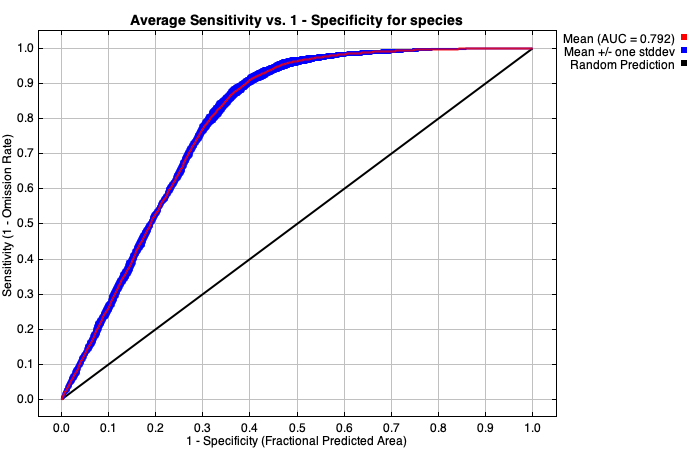 Average Sensitivity vs. 1 - Specificity for species
Mean (AUC = 0.792)
Mean +/- one stddev
Random Prediction
Sensitivity (1 - Omission Rate)
1.0
0.9
0.8
0.7
0.6
0.5
0.4
0.3
0.2
0.1
0.0
0.0 0.1 0.2 0.3 0.4 0.5 0.6 0.7 0.8 0.9 1.0
1 - Specificity (Fractional Predicted Area)